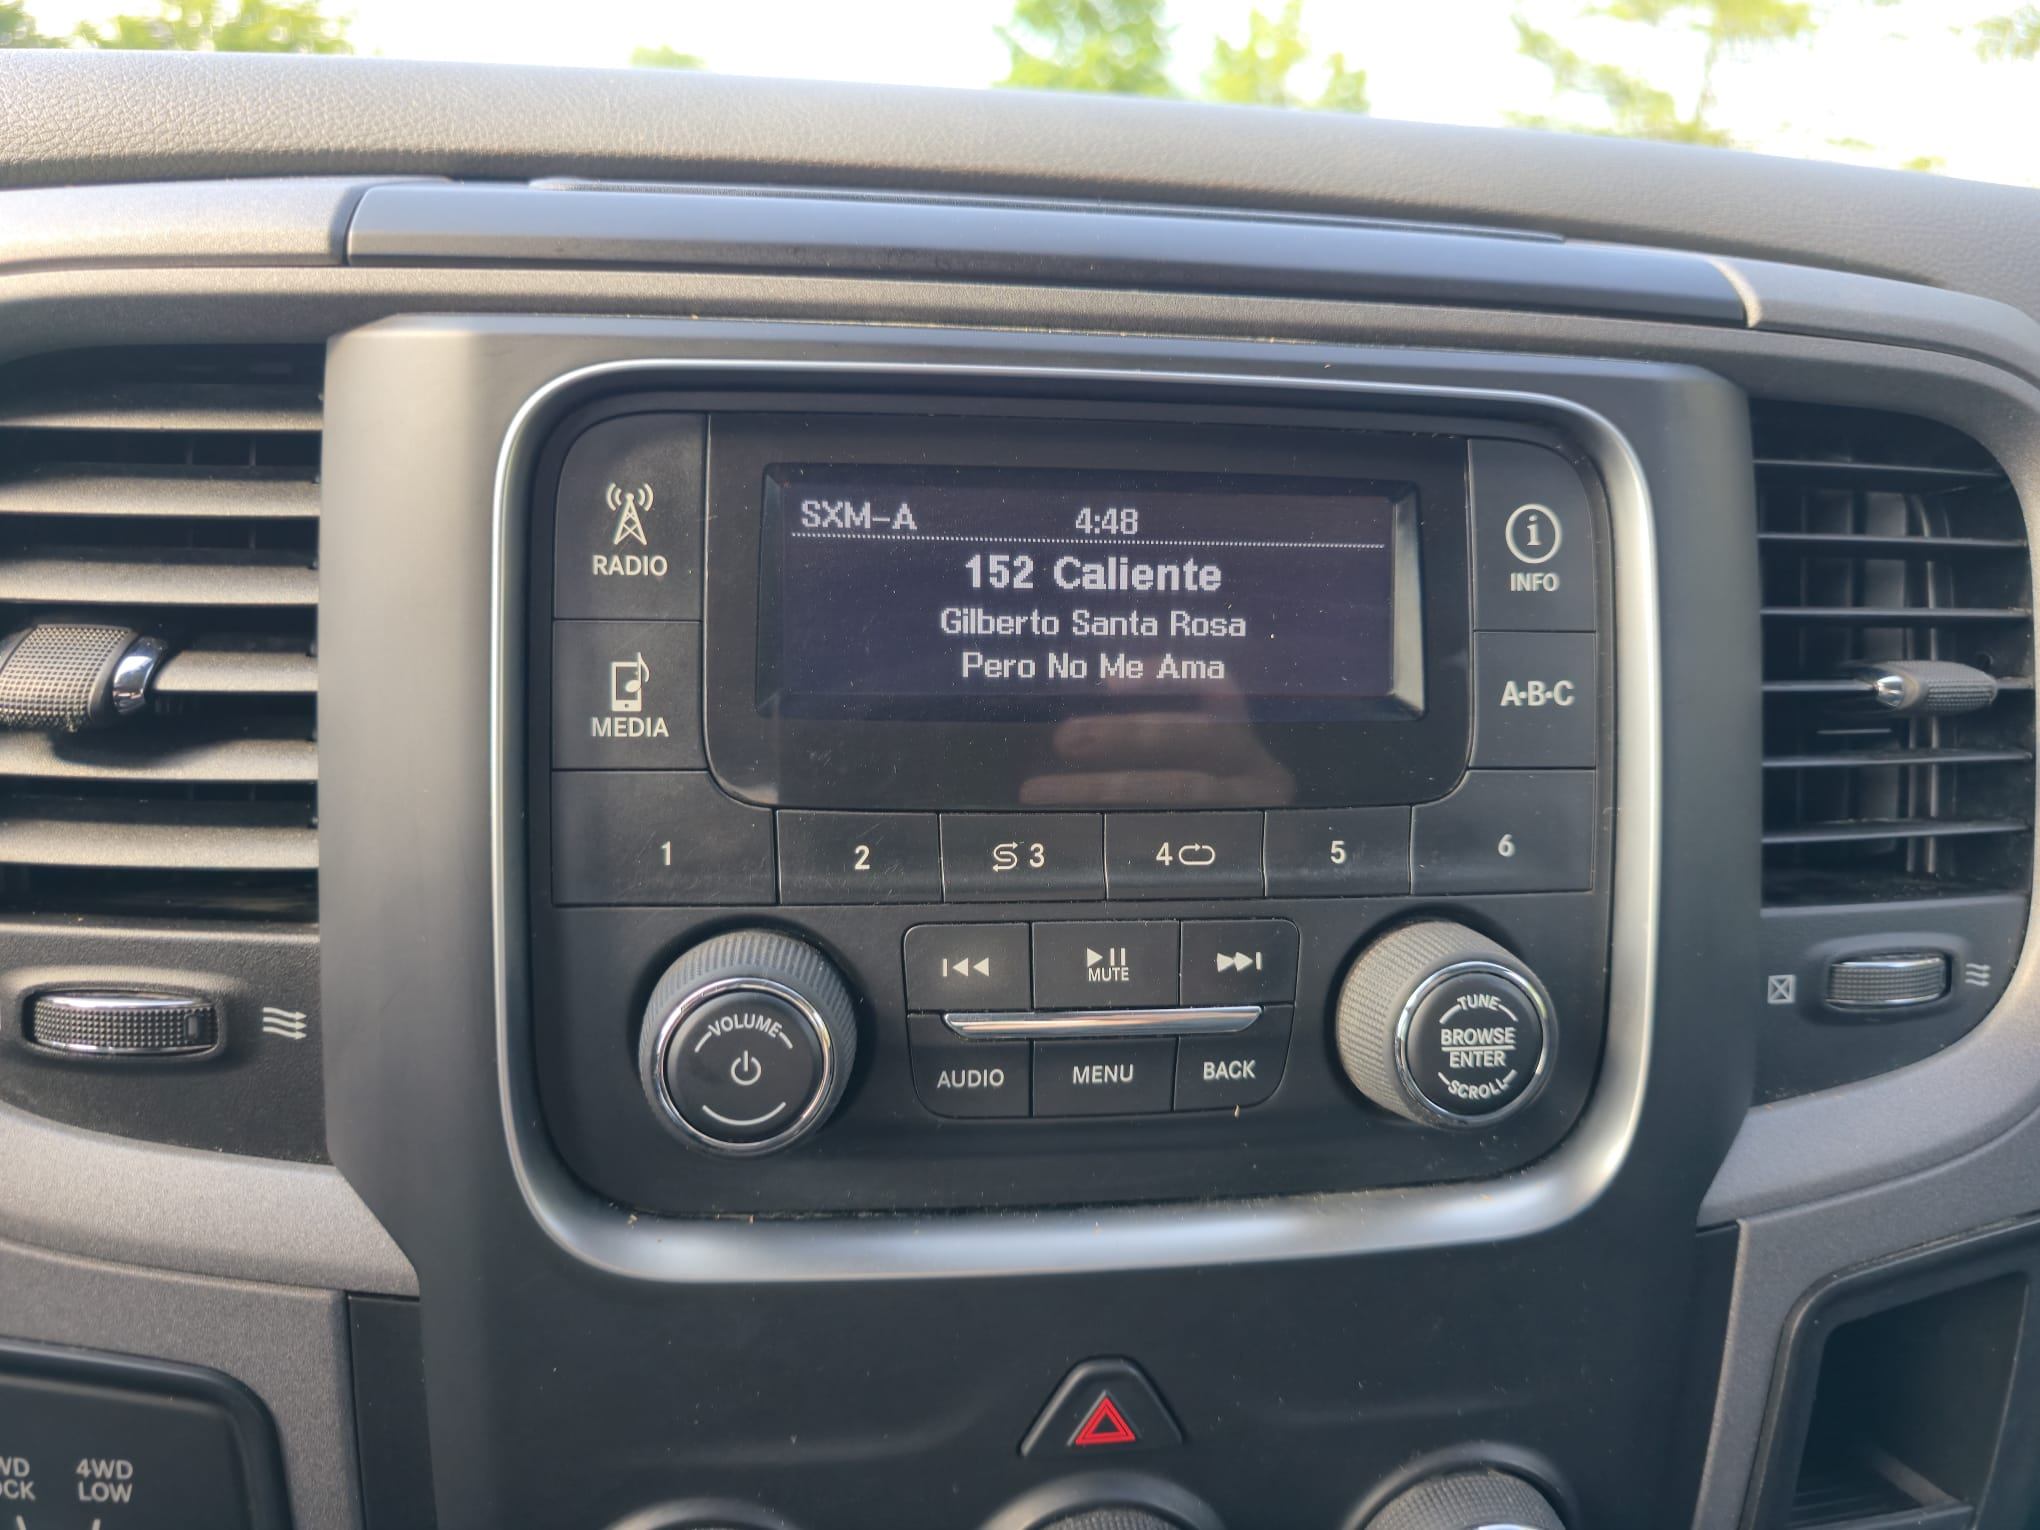 SXM-A 4:48
152 Caliente
Gilberto Santa Rosa
Pero No Me Ama
RADIO
INFO
MEDIA
A·B·C
1 2 3 4 5 6
MUTE
VOLUME
AUDIO MENU BACK
TUNE
BROWSE
ENTER
SCROLL
4WD
LOW